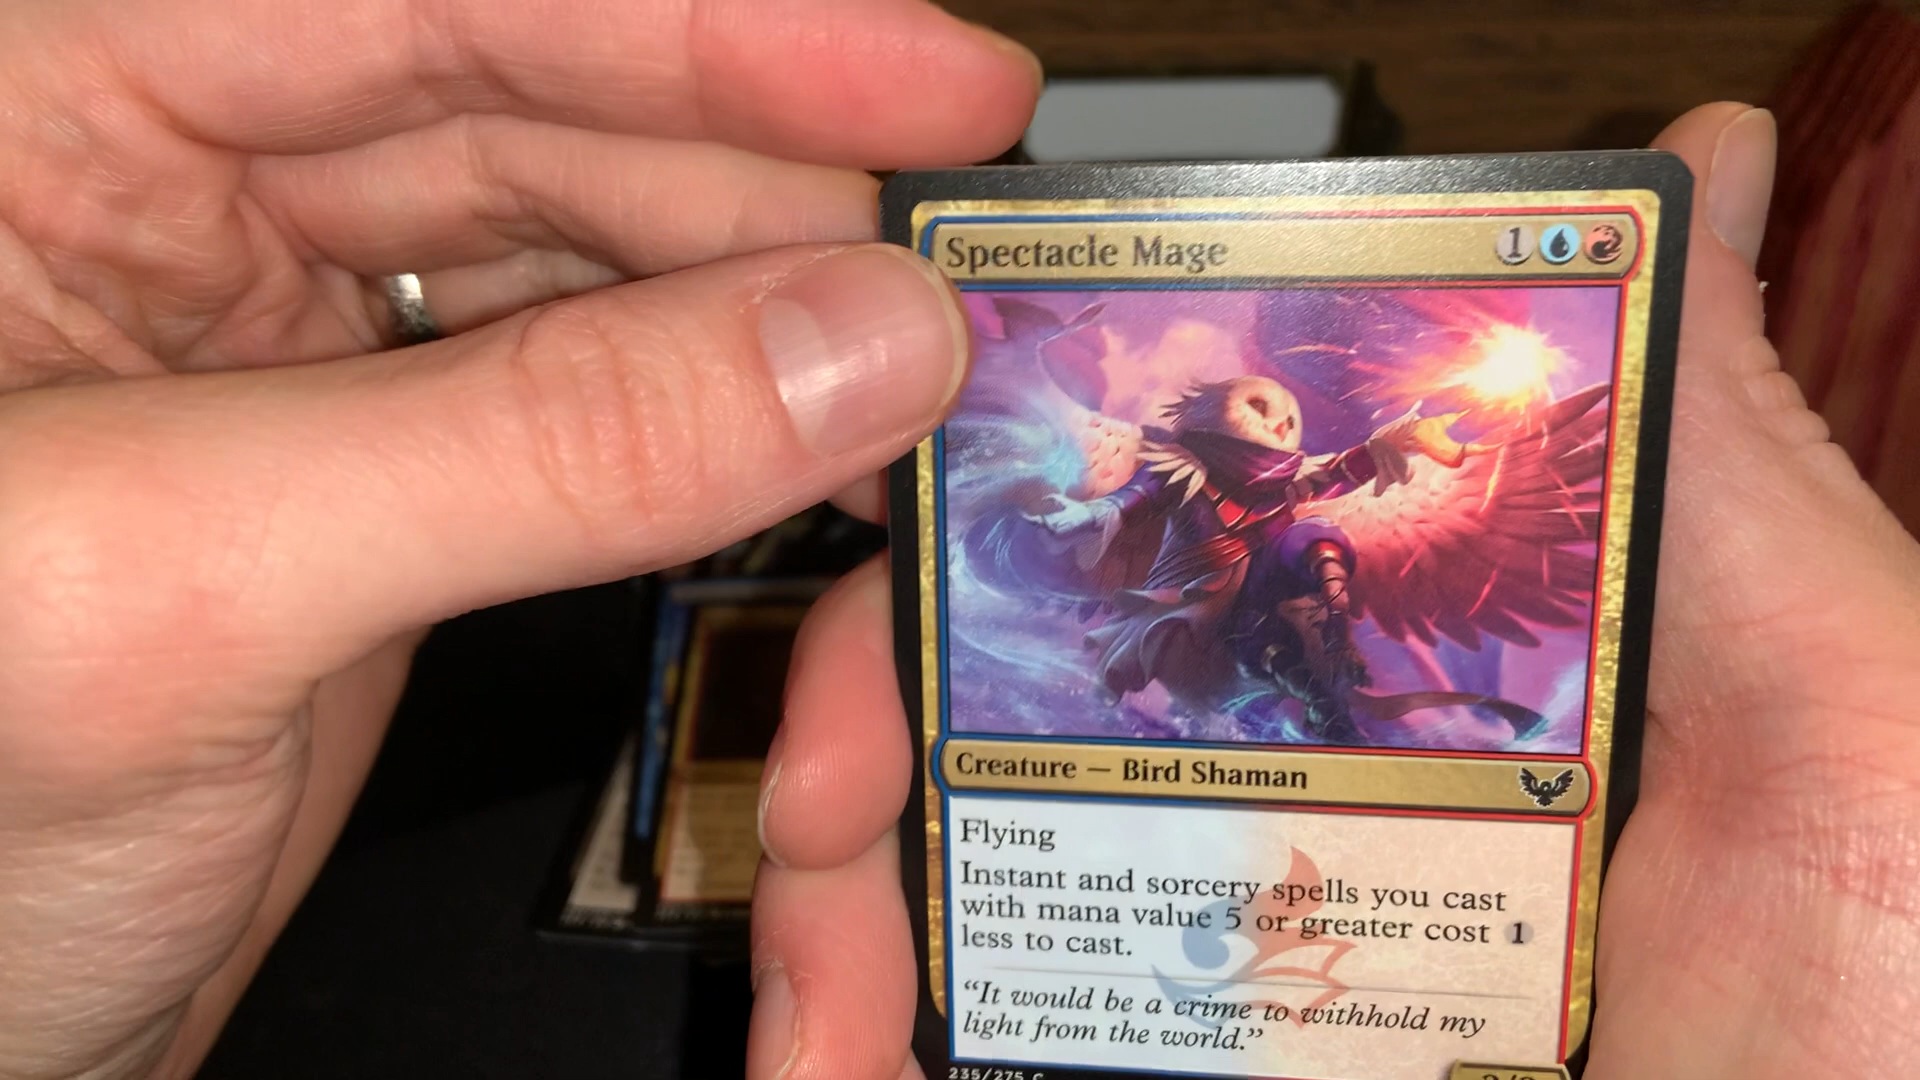 Spectacle Mage 1
Creature — Bird Shaman
Flying
Instant and sorcery spells you cast
with mana value 5 or greater cost 1
less to cast.
“It would be a crime to withhold my
light from the world.”
235/275 C